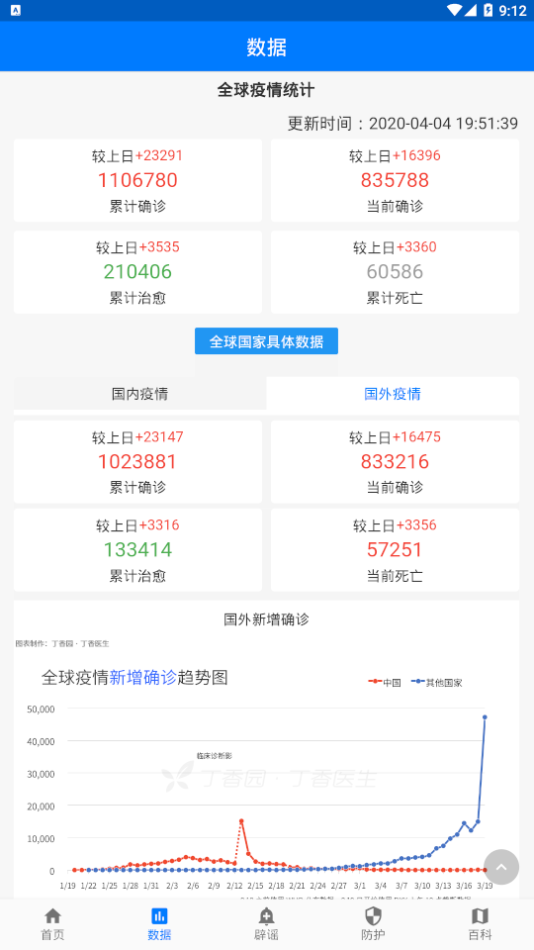 A
9:12
数据
全球疫情统计
更新时间：2020-04-04 19:51:39
较上日+23291
1106780
累计确诊
较上日+16396
835788
当前确诊
较上日+3535
210406
累计治愈
较上日+3360
60586
累计死亡
全球国家具体数据
国内疫情
国外疫情
较上日+23147
1023881
累计确诊
较上日+16475
833216
当前确诊
较上日+3316
133414
累计治愈
较上日+3356
57251
当前死亡
国外新增确诊
图表制作：丁香园·丁香医生
全球疫情新增确诊趋势图
中国 其他国家
50,000
40,000
临床诊断影
30,000
丁香园·丁香医生
20,000
10,000
0
1/19 1/22 1/25 1/28 1/31 2/3 2/6 2/9 2/12 2/15 2/18 2/21 2/24 2/27 3/1 3/4 3/7 3/10 3/13 3/16 3/19
首页
数据
辟谣
防护
百科